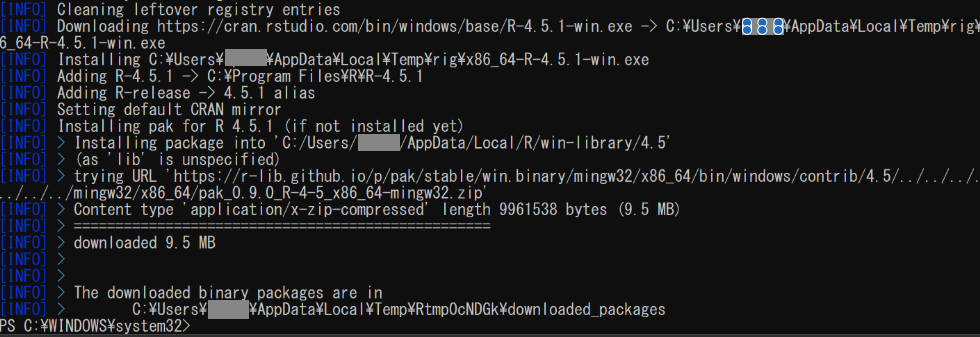 [INFO] Cleaning leftover registry entries
[INFO] Downloading https://cran.rstudio.com/bin/windows/base/R-4.5.1-win.exe -> C:¥Users¥ ¥AppData¥Local¥Temp¥rig¥
6_64-R-4.5.1-win.exe
[INFO] Installing C:¥Users¥ ¥AppData¥Local¥Temp¥rig¥x86_64-R-4.5.1-win.exe
[INFO] Adding R-4.5.1 -> C:¥Program Files¥R¥R-4.5.1
[INFO] Adding R-release -> 4.5.1 alias
[INFO] Setting default CRAN mirror
[INFO] Installing pak for R 4.5.1 (if not installed yet)
[INFO] > Installing package into 'C:/Users/ /AppData/Local/R/win-library/4.5'
[INFO] > (as 'lib' is unspecified)
[INFO] > trying URL 'https://r-lib.github.io/p/pak/stable/win.binary/mingw32/x86_64/bin/windows/contrib/4.5/../../../.
./../../mingw32/x86_64/pak_0.9.0_R-4-5_x86_64-mingw32.zip'
[INFO] > Content type 'application/x-zip-compressed' length 9961538 bytes (9.5 MB)
[INFO] > ==================================================
[INFO] > downloaded 9.5 MB
[INFO] >
[INFO] >
[INFO] > The downloaded binary packages are in
[INFO] > C:¥Users¥ ¥AppData¥Local¥Temp¥RtmpOcNDGk¥downloaded_packages
PS C:¥WINDOWS¥system32>